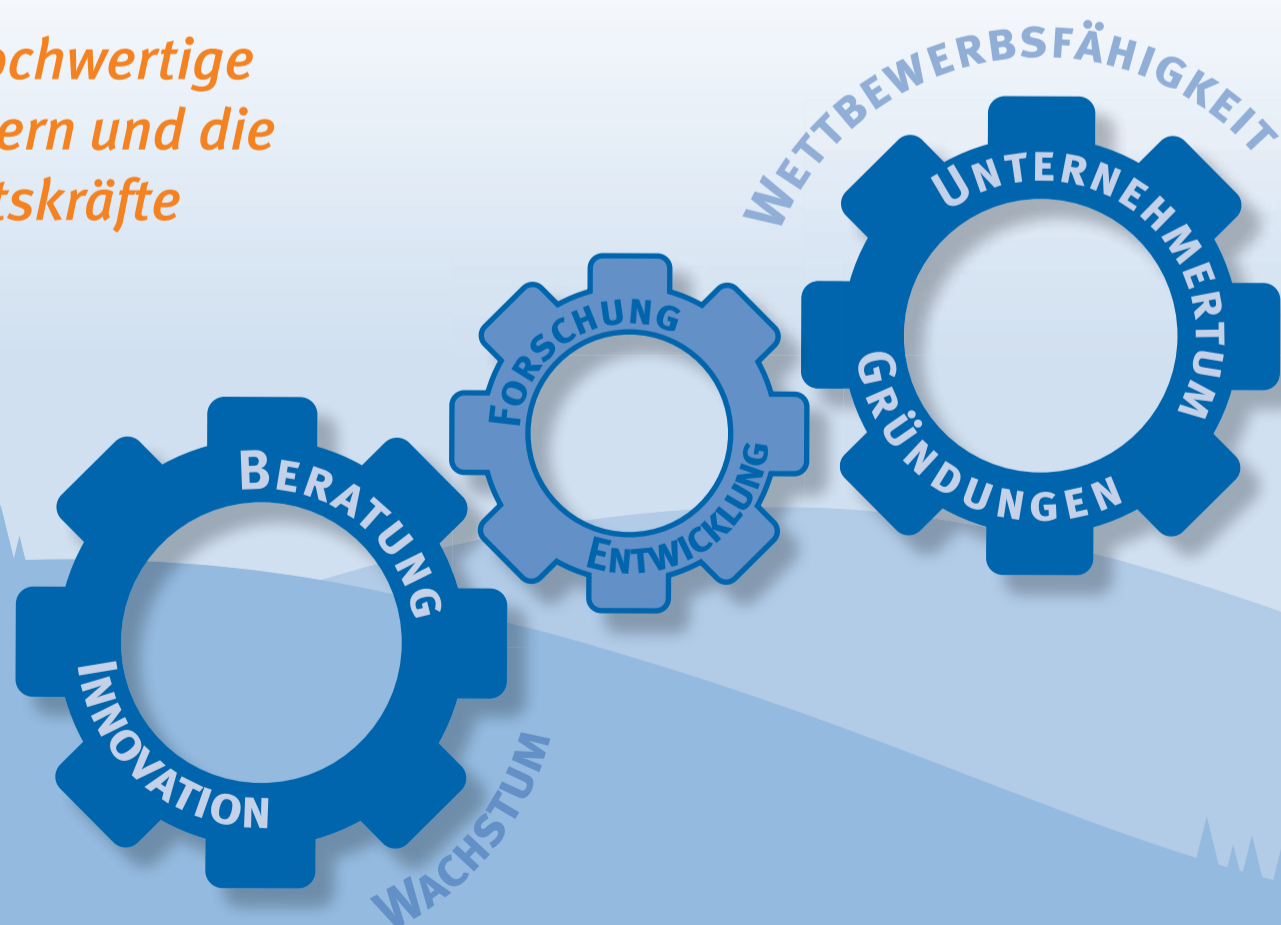 ochwertige
ern und die
tskräfte
WETTBEWERBSFÄHIGKEIT
UNTERNEHMERTUM
GRÜNDUNGEN
FORSCHUNG
ENTWICKLUNG
BERATUNG
INNOVATION
WACHSTUM